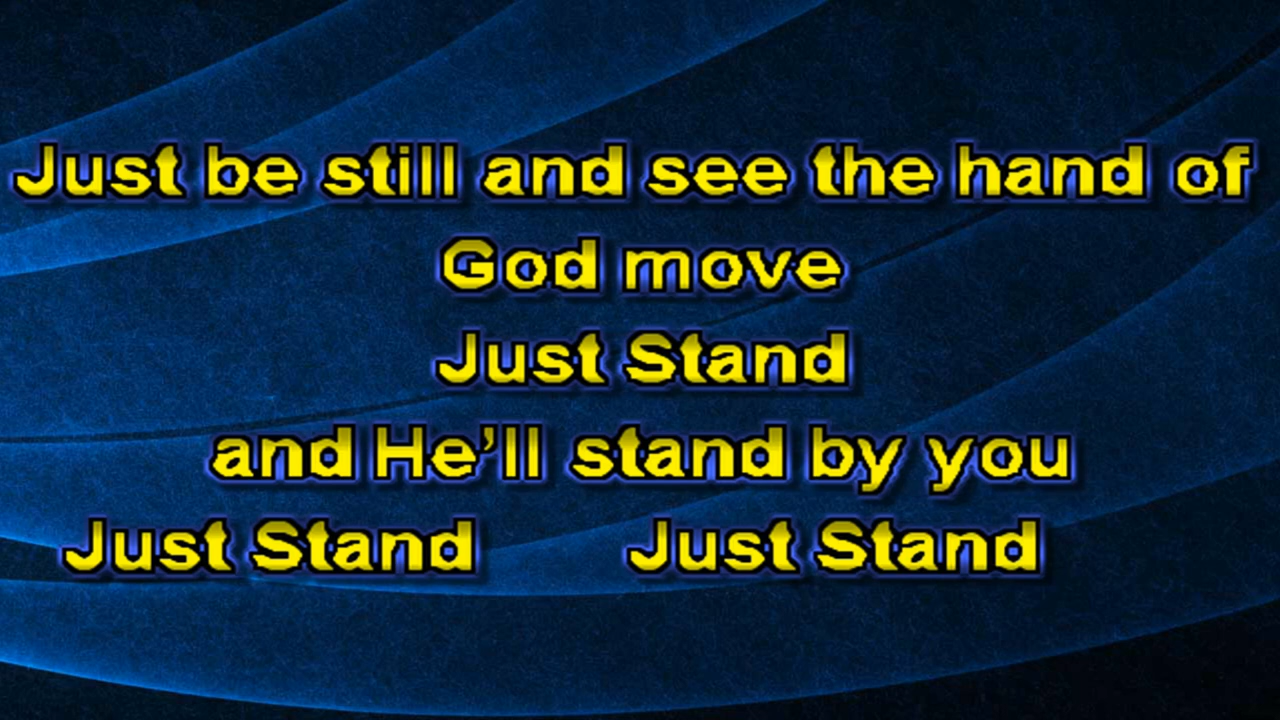 Just be still and see the hand of
God move
Just Stand
and He’ll stand by you
Just Stand Just Stand